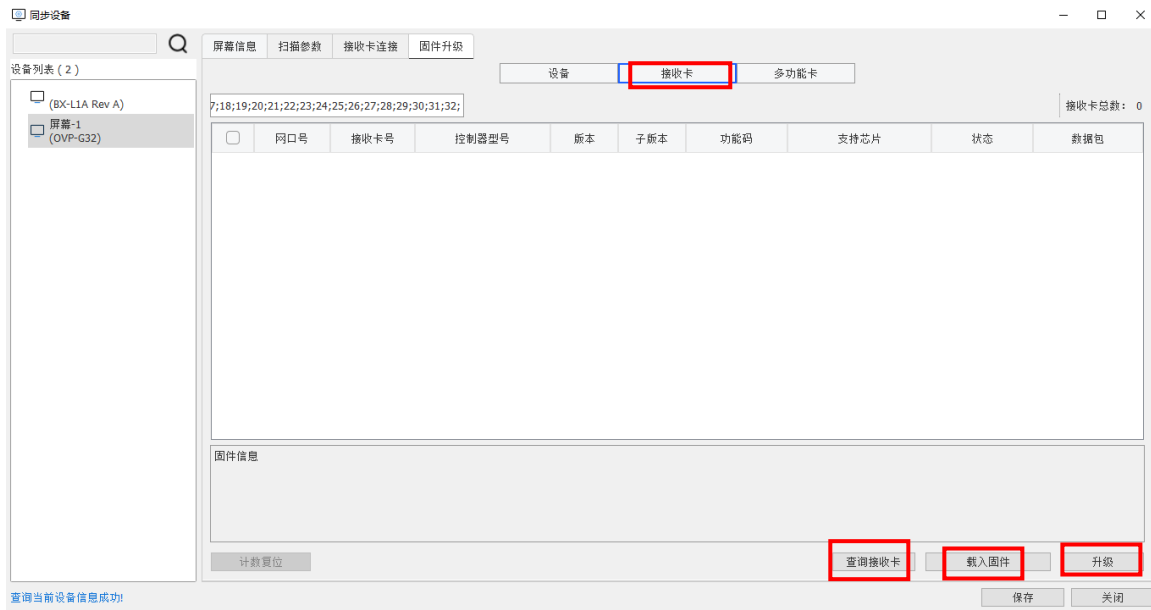 同步设备
设备列表 ( 2 )
(BX-L1A Rev A)
屏幕-1
(OVP-G32)
屏幕信息 扫描参数 接收卡连接 固件升级
设备 接收卡 多功能卡
7;18;19;20;21;22;23;24;25;26;27;28;29;30;31;32; 接收卡总数: 0
网口号 接收卡号 控制器型号 版本 子版本 功能码 支持芯片 状态 数据包
固件信息
计数复位 查询接收卡 载入固件 升级
查询当前设备信息成功! 保存 关闭